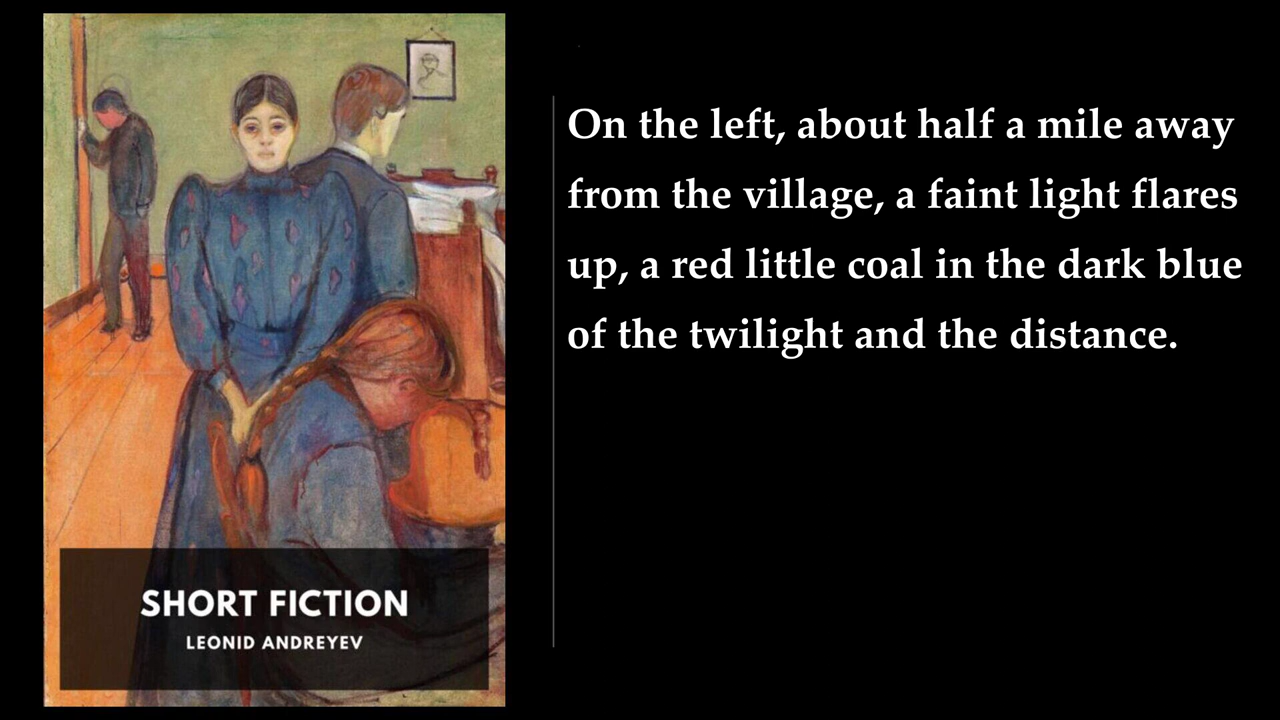 On the left, about half a mile away
from the village, a faint light flares
up, a red little coal in the dark blue
of the twilight and the distance.
SHORT FICTION
LEONID ANDREYEV